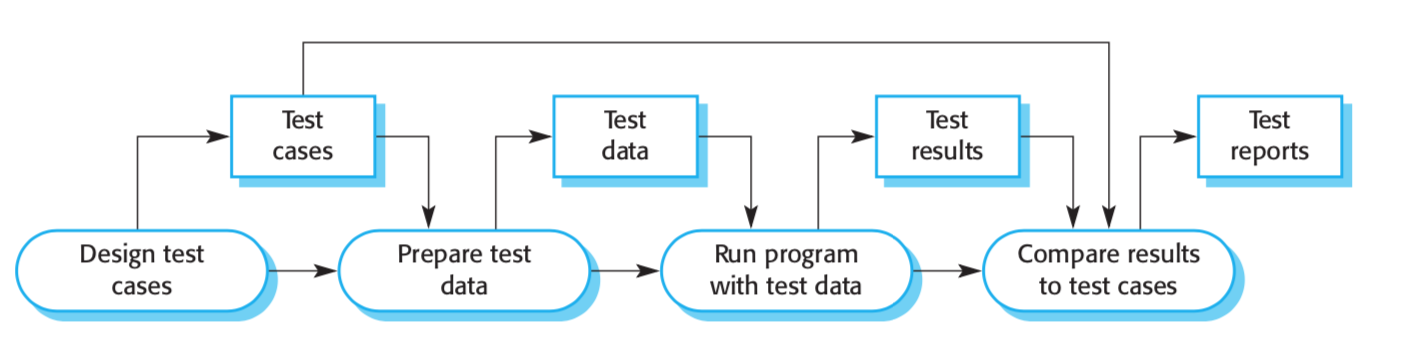 Test
cases
Test
data
Test
results
Test
reports
Design test
cases
Prepare test
data
Run program
with test data
Compare results
to test cases